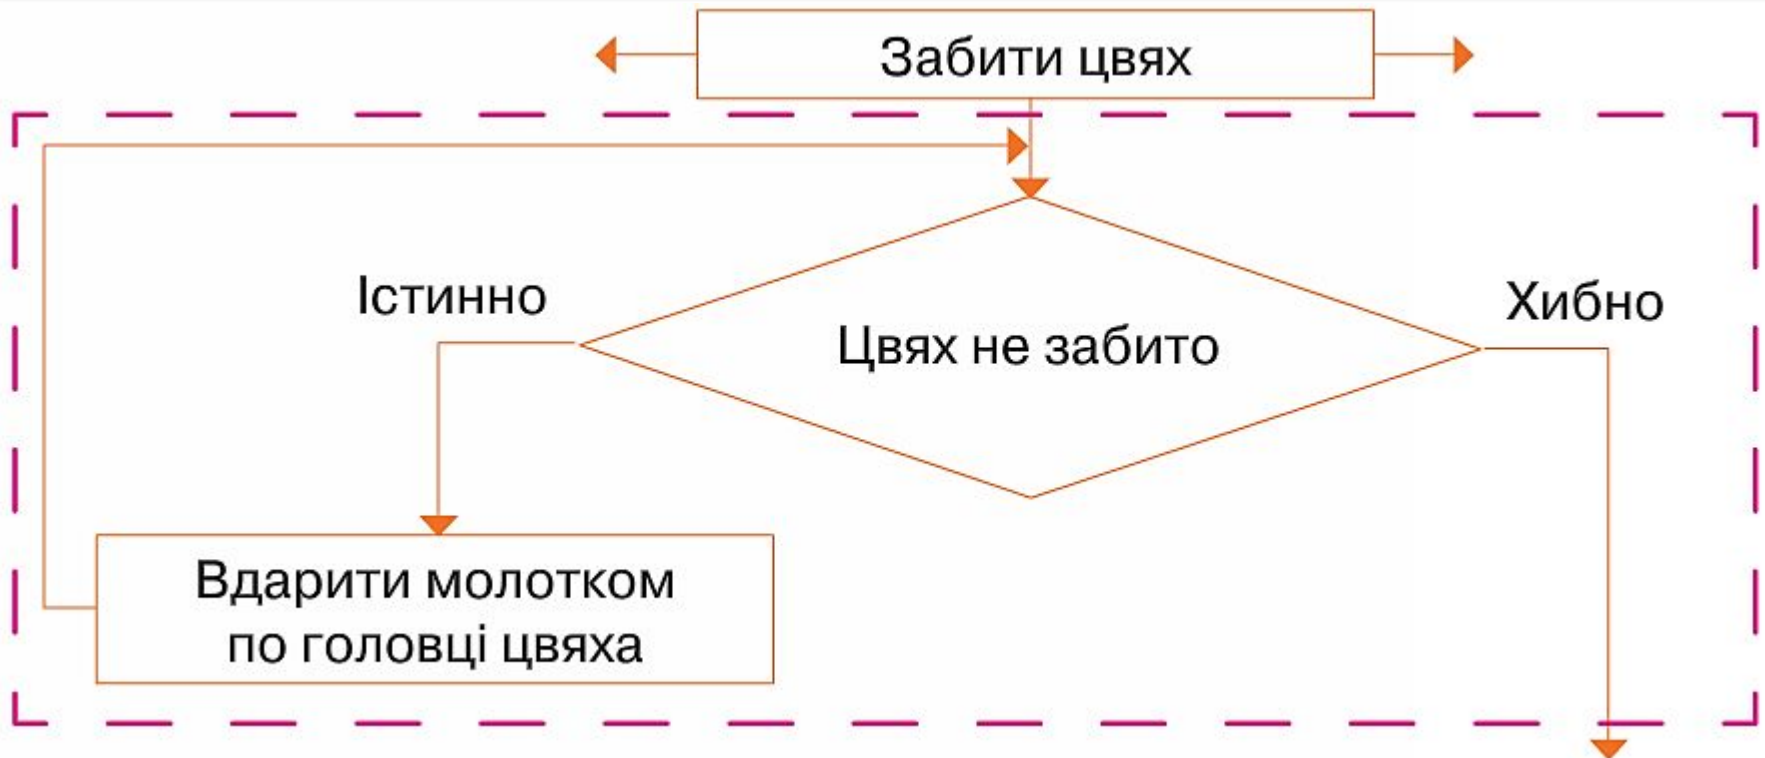 Забити цвях
Істинно
Хибно
Цвях не забито
Вдарити молотком
по головці цвяха